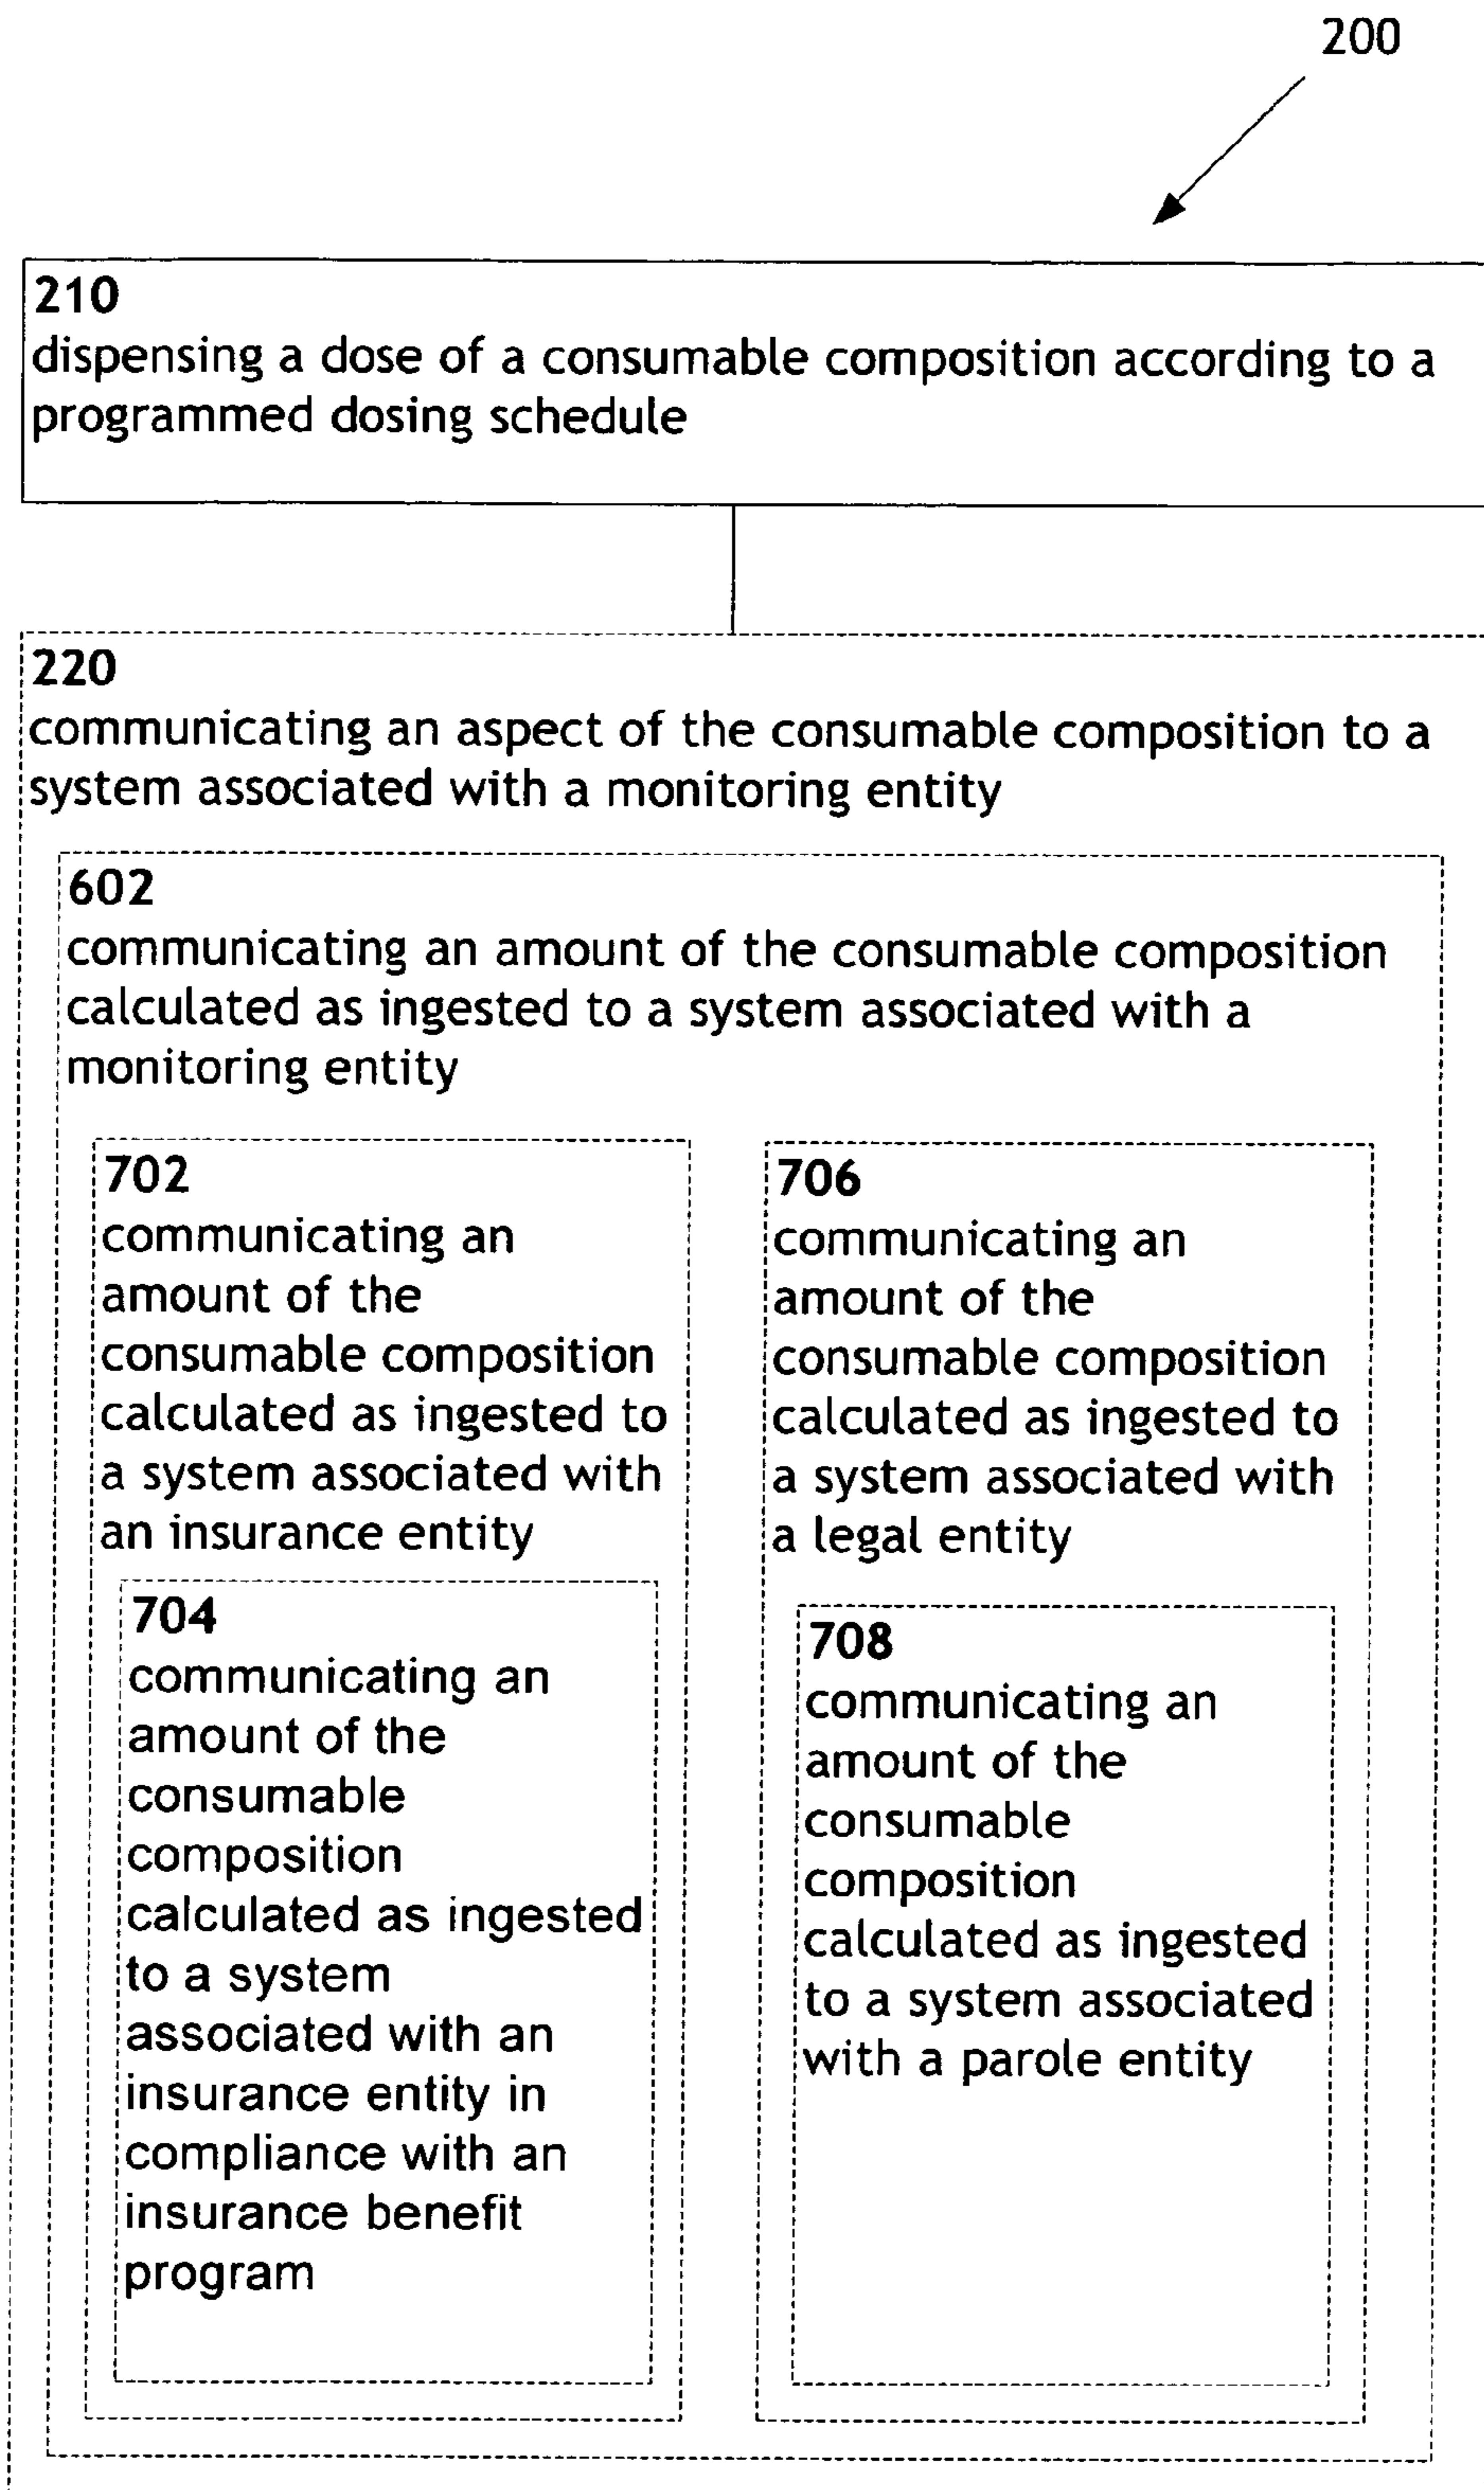 200
210
dispensing a dose of a consumable composition according to a
programmed dosing schedule
220
communicating an aspect of the consumable composition to a
system associated with a monitoring entity
602
communicating an amount of the consumable composition
calculated as ingested to a system associated with a
monitoring entity
702
communicating an
amount of the
consumable composition
calculated as ingested to
a system associated with
an insurance entity
704
communicating an
amount of the
consumable
composition
calculated as ingested
to a system
associated with an
insurance entity in
compliance with an
insurance benefit
program
706
communicating an
amount of the
consumable composition
calculated as ingested to
a system associated with
a legal entity
708
communicating an
amount of the
consumable
composition
calculated as ingested
to a system associated
with a parole entity